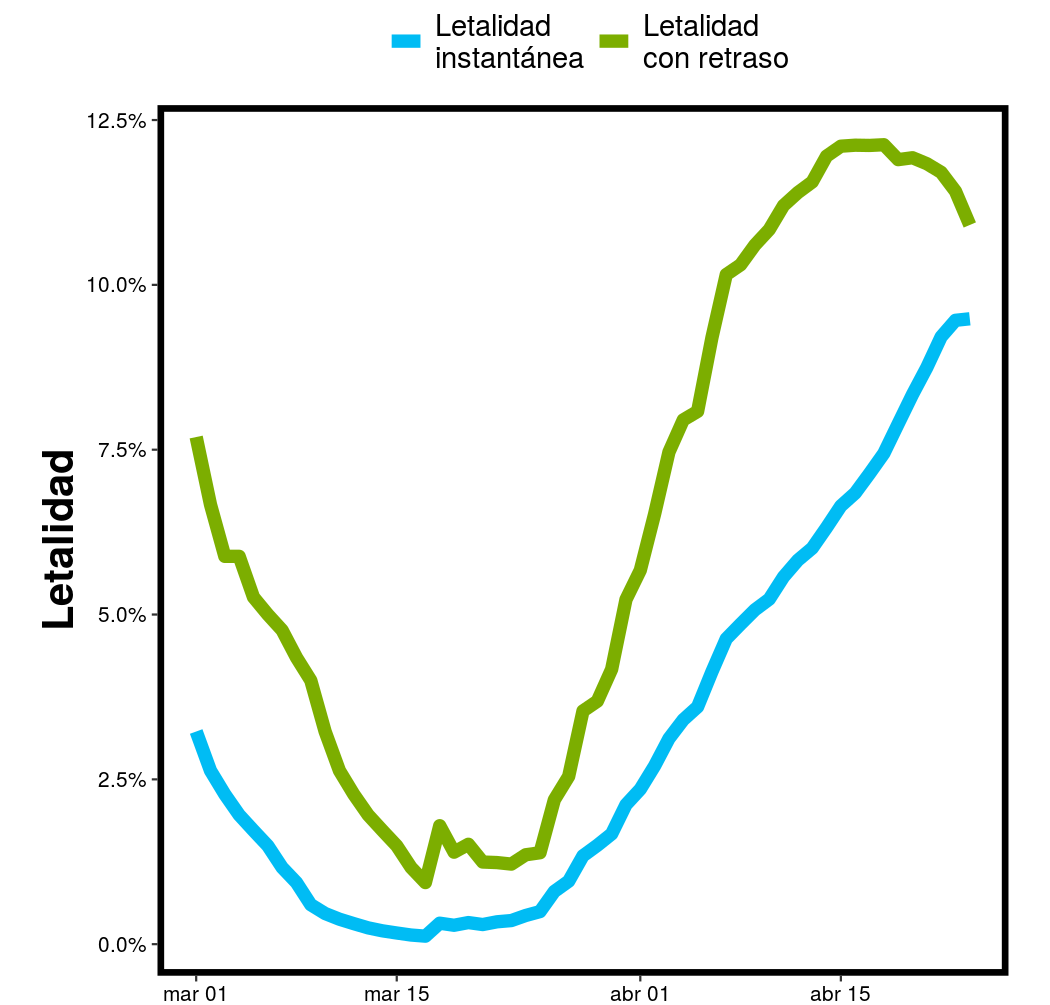 Letalidad
instantánea
Letalidad
con retraso
12.5%
10.0%
7.5%
5.0%
2.5%
0.0%
Letalidad
mar 01
mar 15
abr 01
abr 15